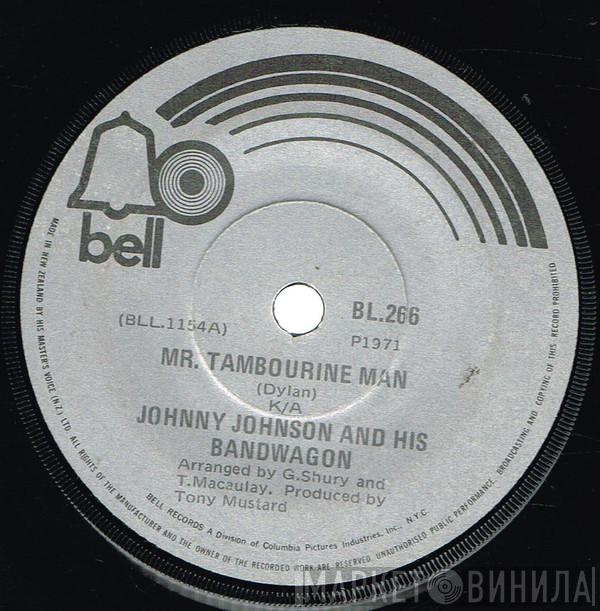 bell
BL.266
(BLL.1154A)
P1971
MR. TAMBOURINE MAN
(Dylan)
K/A
JOHNNY JOHNSON AND HIS
BANDWAGON
Arranged by G.Shury and
T.Macaulay. Produced by
Tony Mustard
BELL RECORDS A Division of Columbia Pictures Industries, Inc., N.Y.C.
MADE IN NEW ZEALAND BY HIS MASTER'S VOICE (N.Z.) LTD. ALL RIGHTS OF THE MANUFACTURER AND THE OWNER OF THE RECORDED WORK ARE RESERVED. UNAUTHORISED PUBLIC PERFORMANCE, BROADCASTING AND COPYING OF THIS RECORD PROHIBITED
МАРКЕТ ВИНИЛА!